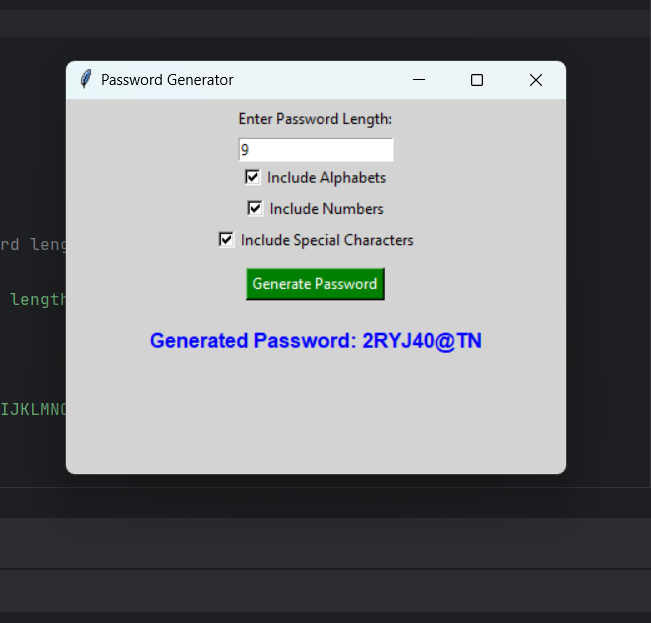 Password Generator
Enter Password Length:
9
Include Alphabets
Include Numbers
rd leng
Include Special Characters
Generate Password
length
Generated Password: 2RYJ40@TN
IJKLMN